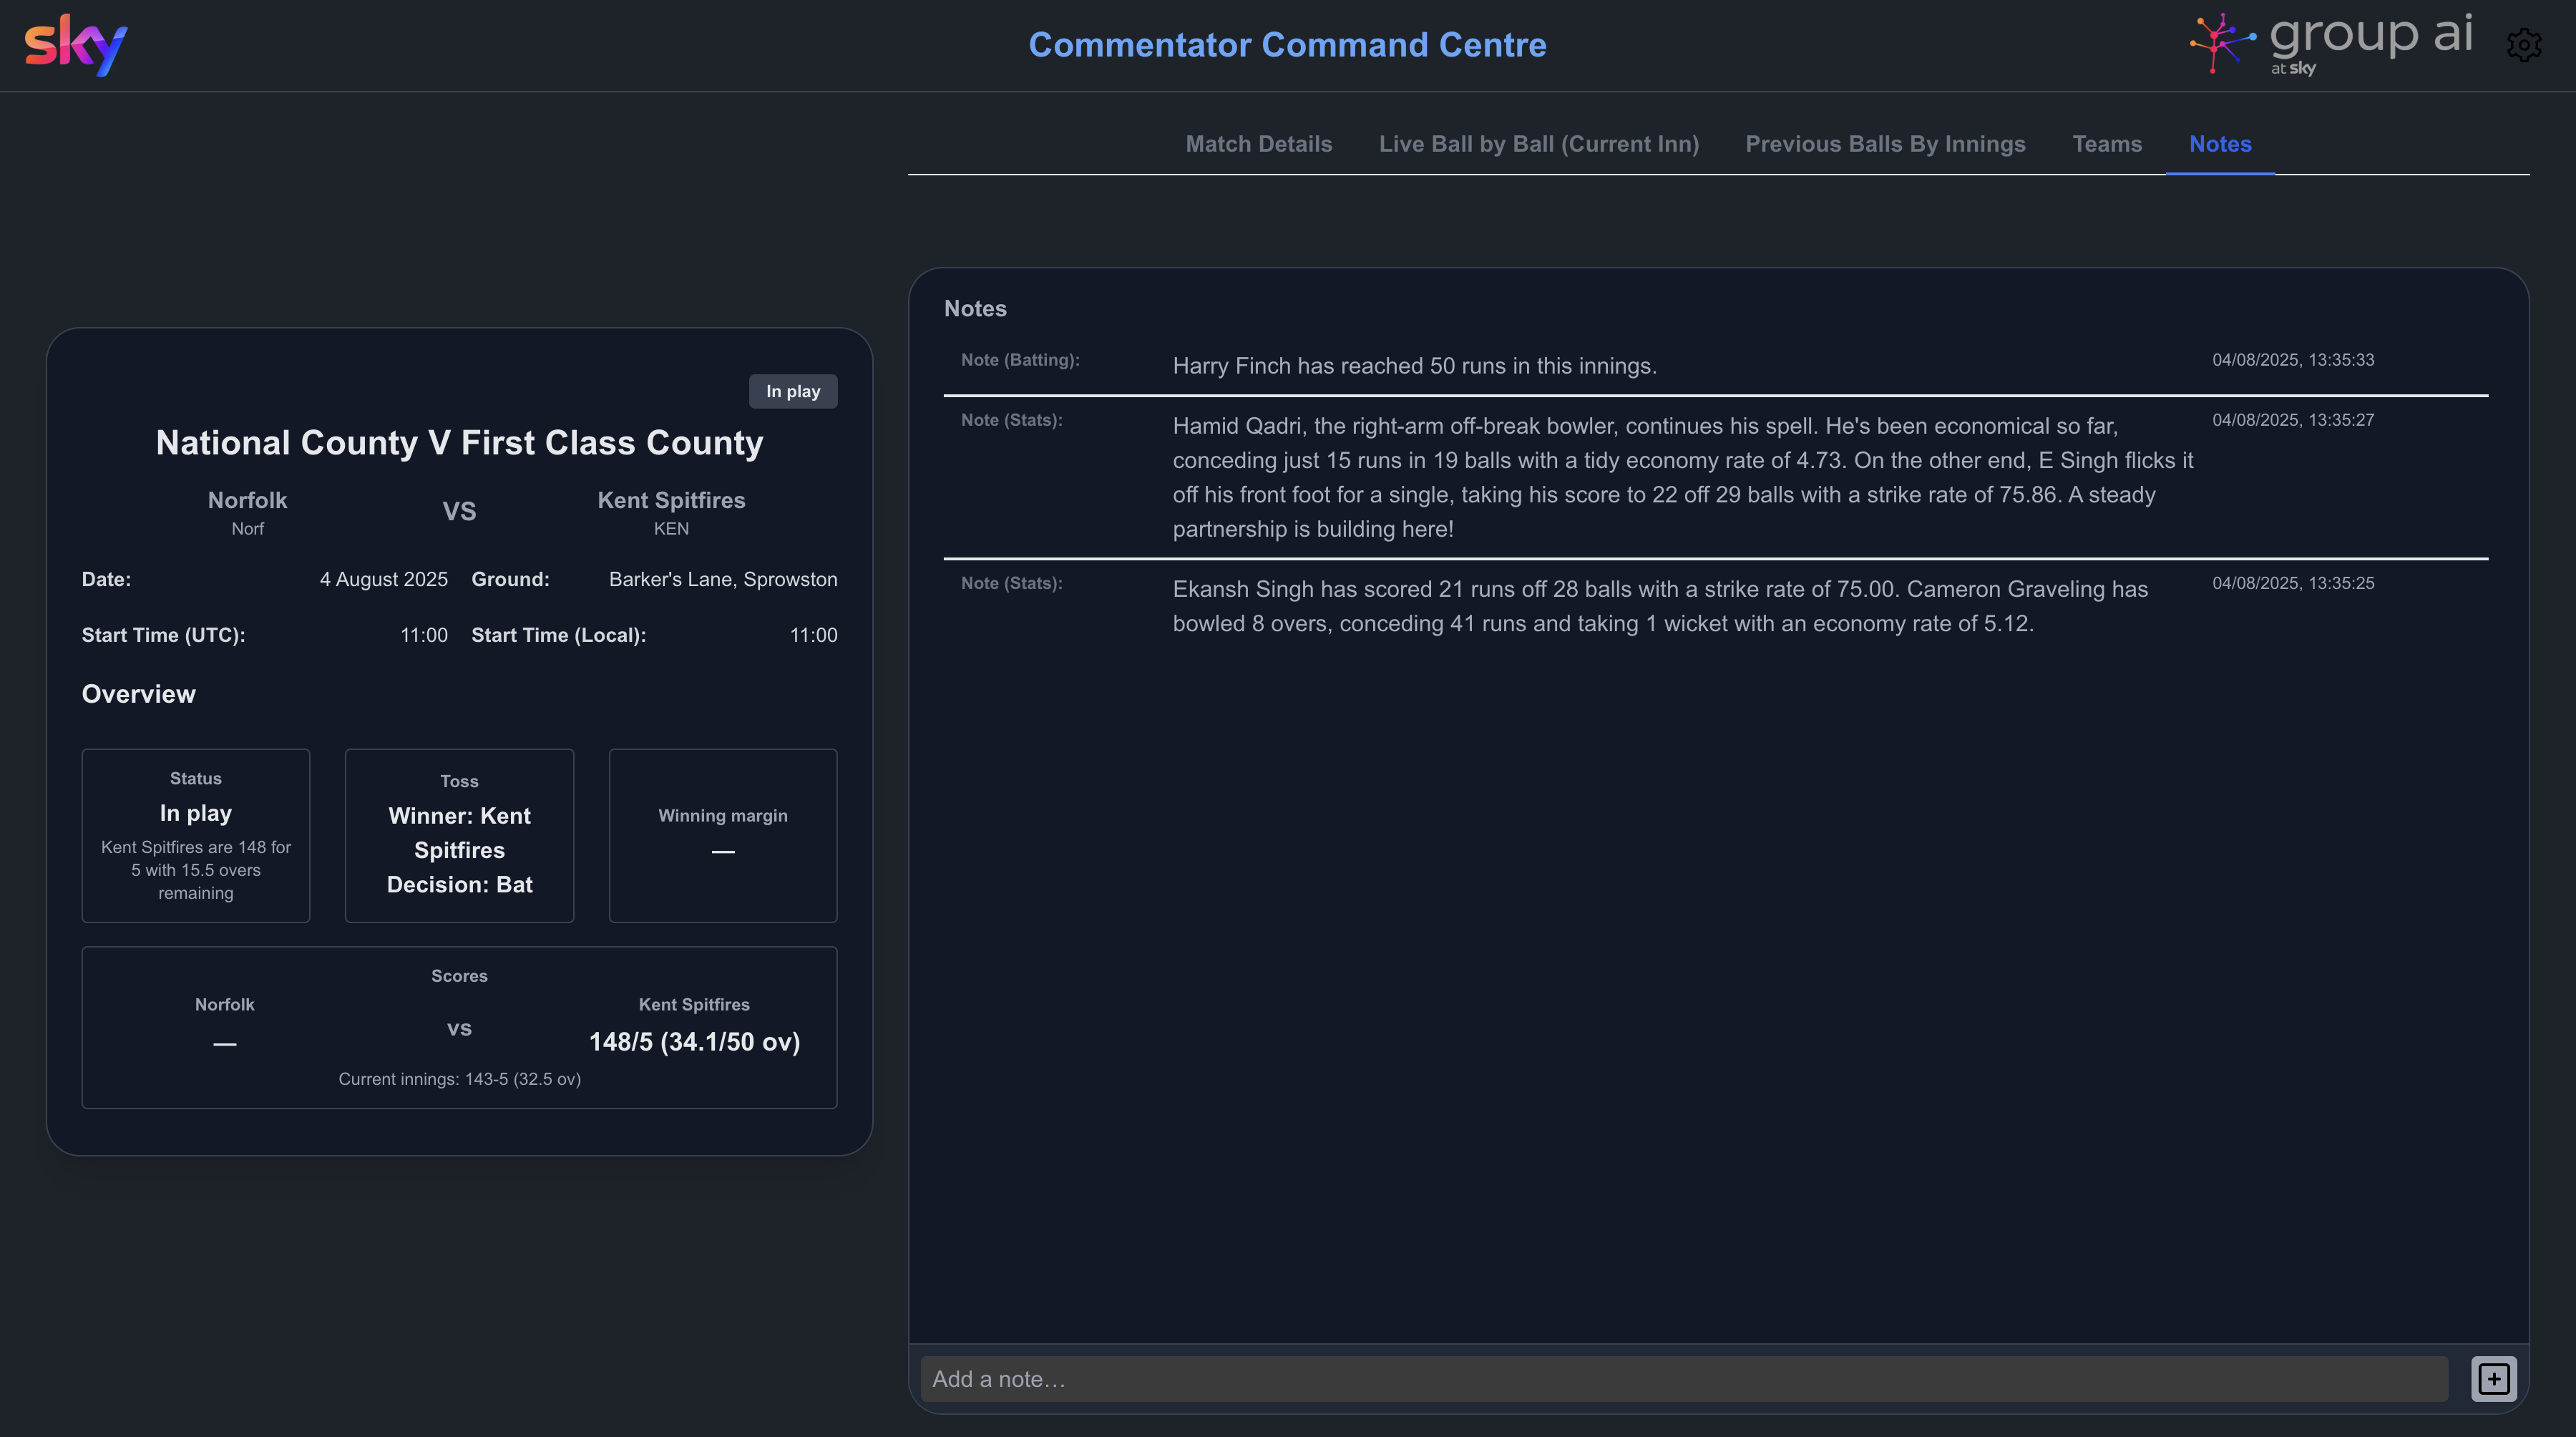 sky
Commentator Command Centre
group ai
at sky
Match Details
Live Ball by Ball (Current Inn)
Previous Balls By Innings
Teams
Notes
In play
National County V First Class County
Norfolk
Norf
VS
Kent Spitfires
KEN
Date:
4 August 2025
Ground:
Barker's Lane, Sprowston
Start Time (UTC):
11:00
Start Time (Local):
11:00
Overview
Status
In play
Kent Spitfires are 148 for
5 with 15.5 overs
remaining
Toss
Winner: Kent
Spitfires
Decision: Bat
Winning margin
—
Scores
Norfolk
—
vs
Kent Spitfires
148/5 (34.1/50 ov)
Current innings: 143-5 (32.5 ov)
Notes
Note (Batting):
Harry Finch has reached 50 runs in this innings.
04/08/2025, 13:35:33
Note (Stats):
Hamid Qadri, the right-arm off-break bowler, continues his spell. He's been economical so far,
conceding just 15 runs in 19 balls with a tidy economy rate of 4.73. On the other end, E Singh flicks it
off his front foot for a single, taking his score to 22 off 29 balls with a strike rate of 75.86. A steady
partnership is building here!
04/08/2025, 13:35:27
Note (Stats):
Ekansh Singh has scored 21 runs off 28 balls with a strike rate of 75.00. Cameron Graveling has
bowled 8 overs, conceding 41 runs and taking 1 wicket with an economy rate of 5.12.
04/08/2025, 13:35:25
Add a note…